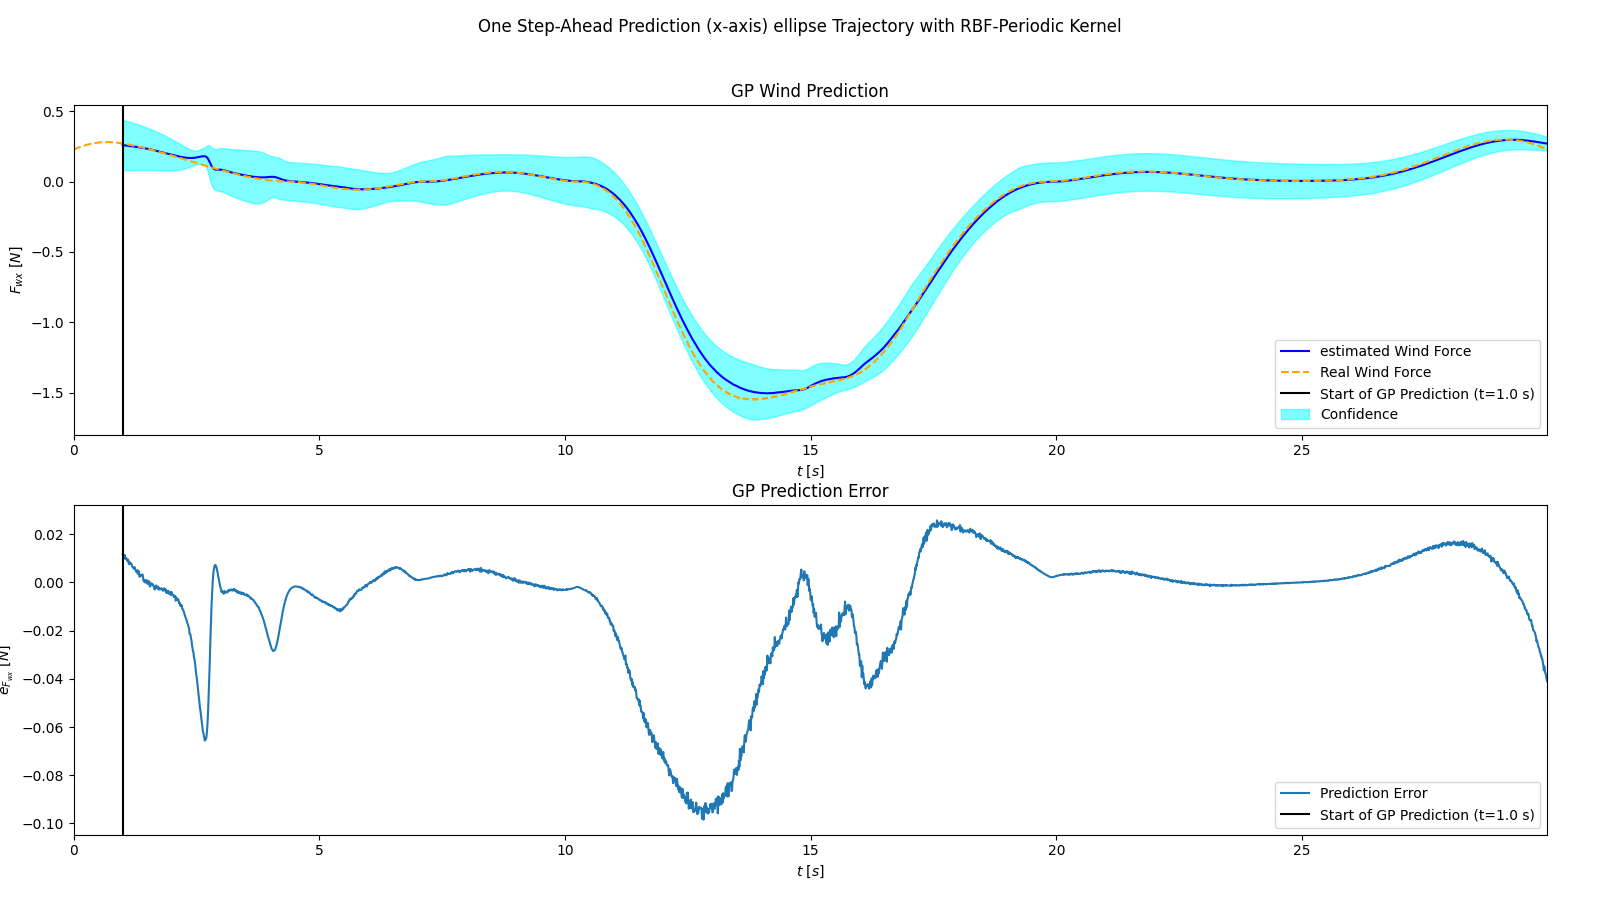 One Step-Ahead Prediction (x-axis) ellipse Trajectory with RBF-Periodic Kernel
GP Wind Prediction
0.5
0.0
−0.5
−1.0
−1.5
F_wx [N]
estimated Wind Force
Real Wind Force
Start of GP Prediction (t=1.0 s)
Confidence
0 5 10 15 20 25
t [s]
GP Prediction Error
0.02
0.00
−0.02
−0.04
−0.06
−0.08
−0.10
e_F_wx [N]
Prediction Error
Start of GP Prediction (t=1.0 s)
0 5 10 15 20 25
t [s]